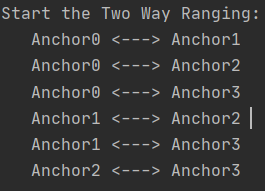 Start the Two Way Ranging:
Anchor0 <---> Anchor1
Anchor0 <---> Anchor2
Anchor0 <---> Anchor3
Anchor1 <---> Anchor2
Anchor1 <---> Anchor3
Anchor2 <---> Anchor3